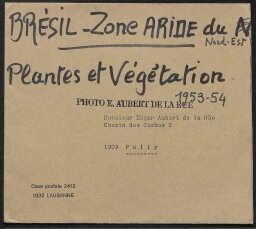 BRÉSIL - Zone ARIDE du N
Nord-Est
Plantes et Végétation
1953-54
PHOTO E. AUBERT DE LA RÜE
Monsieur Edgar Aubert de la Rüe
Chemin des Combes 2
1009 Pully
Case postale 2412
1002 LAUSANNE